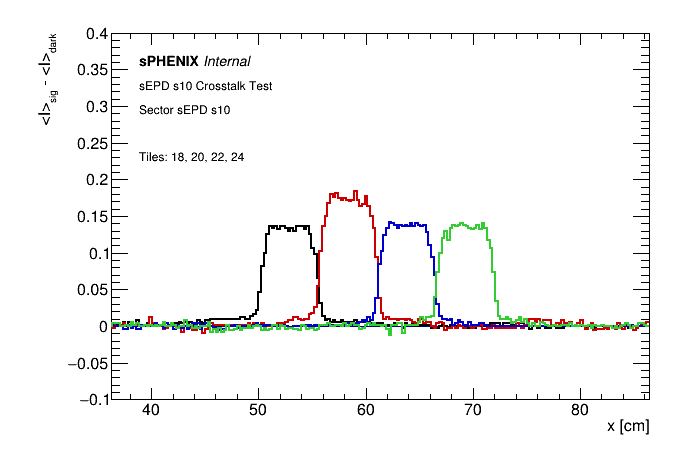 <I>sig - <I>dark
0.4
0.35
0.3
0.25
0.2
0.15
0.1
0.05
0
−0.05
−0.1
sPHENIX Internal
sEPD s10 Crosstalk Test
Sector sEPD s10
Tiles: 18, 20, 22, 24
40 50 60 70 80
x [cm]